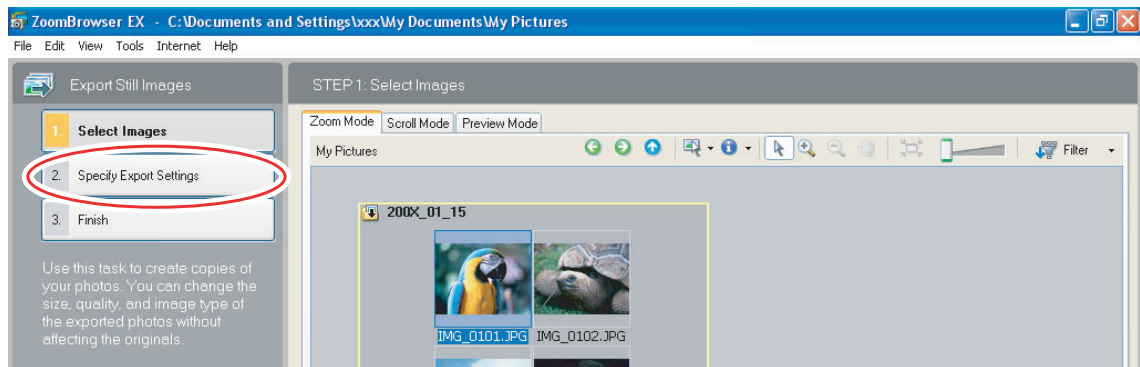 ZoomBrowser EX - C:\Documents and Settings\xxx\My Documents\My Pictures
File Edit View Tools Internet Help
Export Still Images
1. Select Images
2. Specify Export Settings
3. Finish
Use this task to create copies of
your photos. You can change the
size, quality, and image type of
the exported photos without
affecting the originals.
STEP 1: Select Images
Zoom Mode Scroll Mode Preview Mode
My Pictures
Filter
200X_01_15
IMG_0101.JPG IMG_0102.JPG